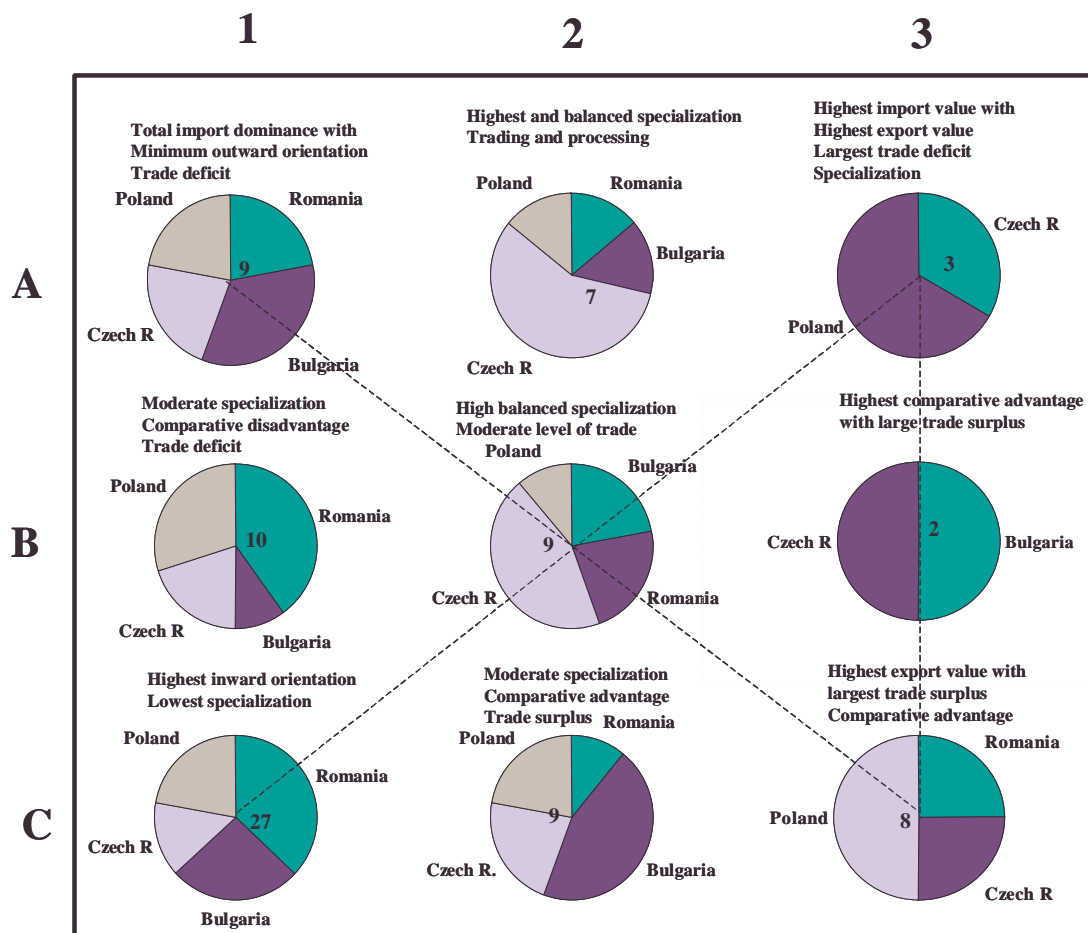 1
2
3
A
Total import dominance with
Minimum outward orientation
Trade deficit
Poland
Romania
9
Czech R
Bulgaria
Highest and balanced specialization
Trading and processing
Poland
Romania
Bulgaria
7
Czech R
Highest import value with
Highest export value
Largest trade deficit
Specialization
Czech R
3
Poland
B
Moderate specialization
Comparative disadvantage
Trade deficit
Poland
Romania
10
Czech R
Bulgaria
High balanced specialization
Moderate level of trade
Poland
Bulgaria
9
Czech R
Romania
Highest comparative advantage
with large trade surplus
Czech R
2
Bulgaria
C
Highest inward orientation
Lowest specialization
Poland
Romania
27
Czech R
Bulgaria
Moderate specialization
Comparative advantage
Trade surplus
Romania
Poland
9
Czech R.
Bulgaria
Highest export value with
largest trade surplus
Comparative advantage
Romania
Poland
8
Czech R